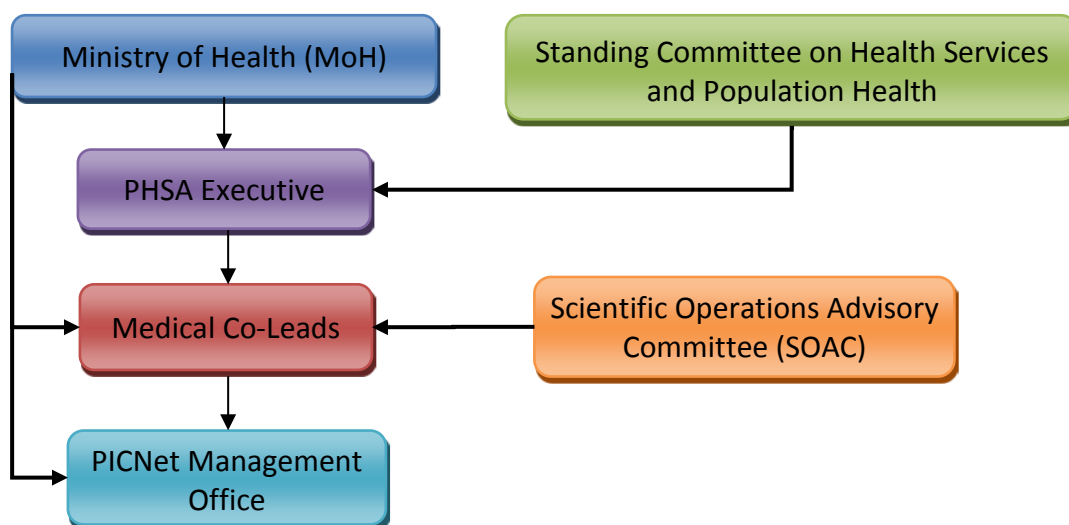 Ministry of Health (MoH)
Standing Committee on Health Services
and Population Health
PHSA Executive
Medical Co-Leads
Scientific Operations Advisory
Committee (SOAC)
PICNet Management
Office